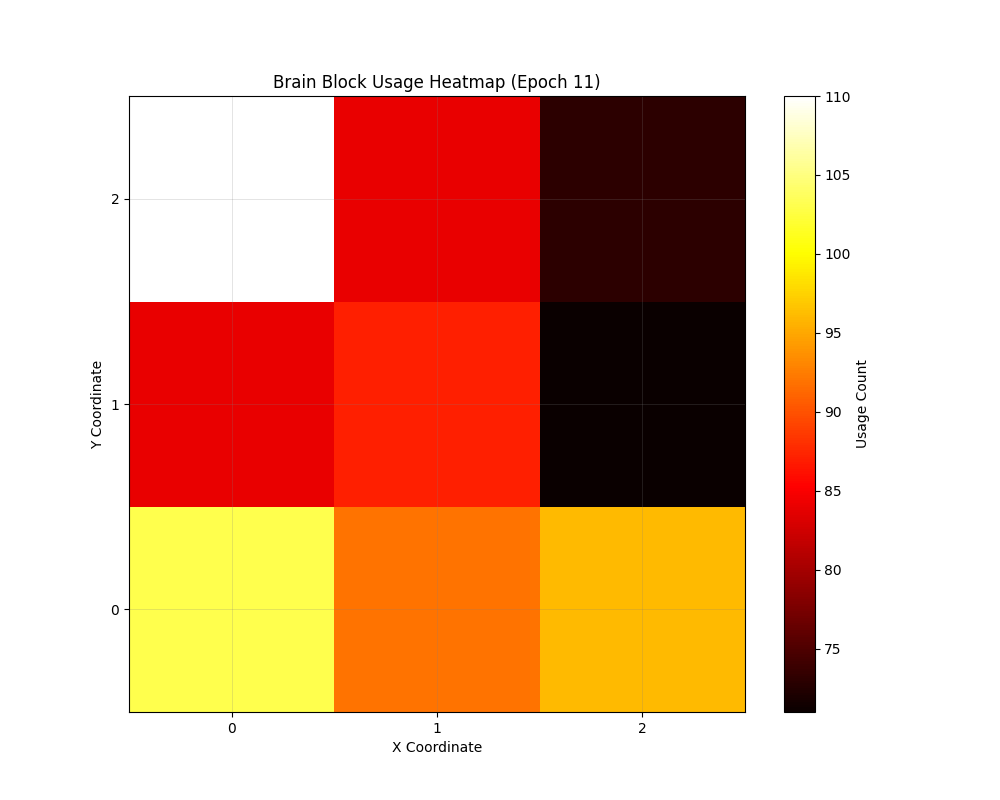 Brain Block Usage Heatmap (Epoch 11)
110
105
100
95
90
85
80
75
Usage Count
2
1
0
Y Coordinate
0 1 2
X Coordinate